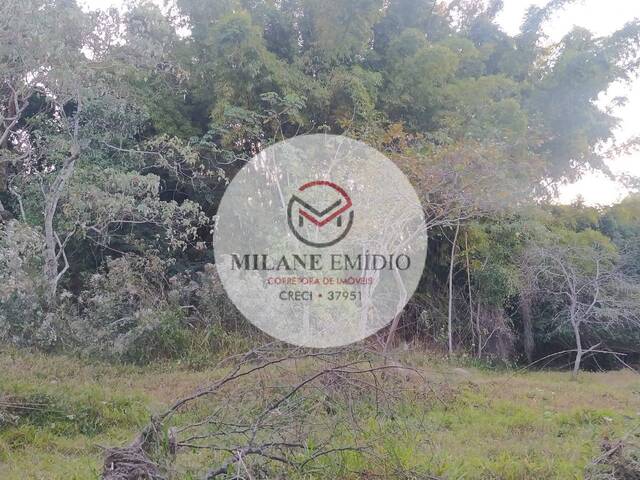 MILANE EMÍDIO
CORRETORA DE IMÓVEIS
CRECI • 37951